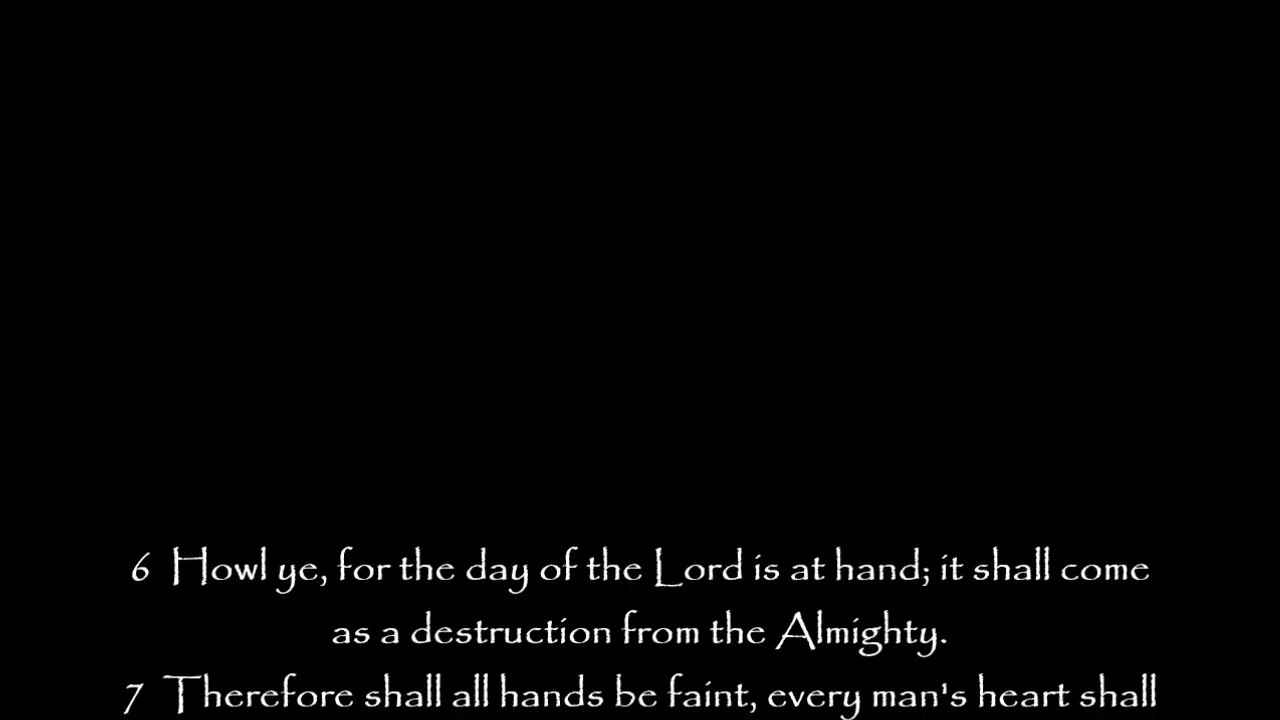 6 Howl ye, for the day of the Lord is at hand; it shall come
as a destruction from the Almighty.
7 Therefore shall all hands be faint, every man's heart shall